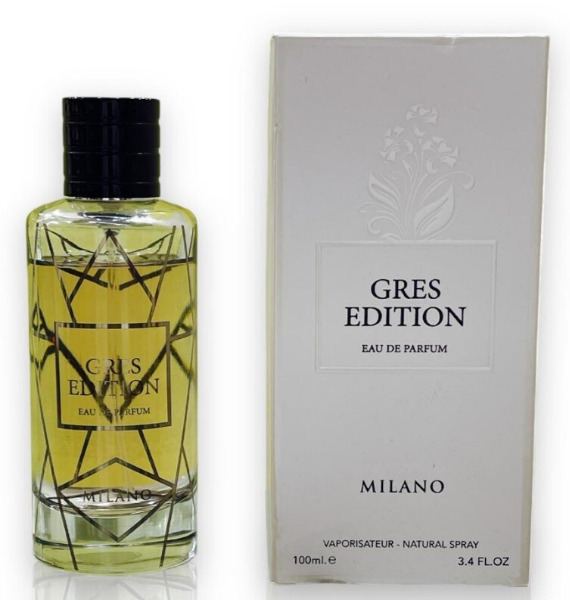 GRES
EDITION
EAU DE PARFUM
MILANO
GRES
EDITION
EAU DE PARFUM
MILANO
VAPORISATEUR - NATURAL SPRAY
100ml.e 3.4 FL.OZ